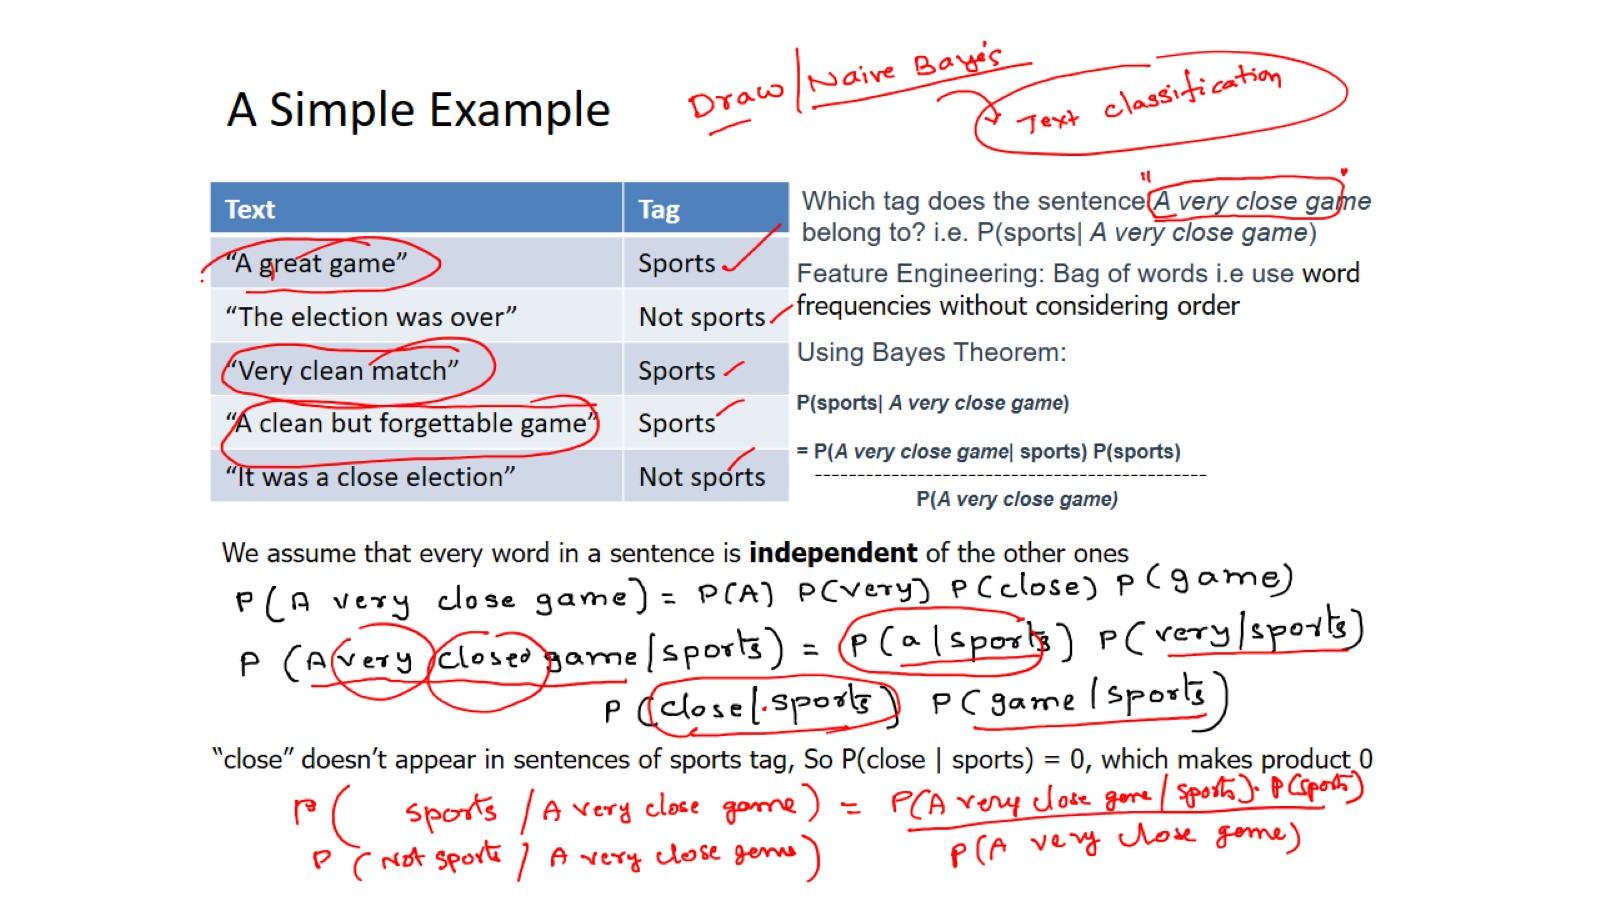 A Simple Example
Draw | Naive Baye's
Text classification
Text Tag
“A great game” Sports
“The election was over” Not sports
“Very clean match” Sports
“A clean but forgettable game” Sports
“It was a close election” Not sports
" "
Which tag does the sentence A very close game
belong to? i.e. P(sports| A very close game)
Feature Engineering: Bag of words i.e use word
frequencies without considering order
Using Bayes Theorem:
P(sports| A very close game)
= P(A very close game| sports) P(sports)
----------------------------------------------------
P(A very close game)
We assume that every word in a sentence is independent of the other ones
P(A very close game) = P(A) P(very) P(close) P(game)
P(A very closed game|sports) = P(a|sports) P(very|sports)
P(close|.sports) P(game|sports)
“close” doesn’t appear in sentences of sports tag, So P(close | sports) = 0, which makes product 0
P( sports / A very close game) = P(A very close game/sports). P(sports)
P(A very close game)
P(Not sports / A very close game)